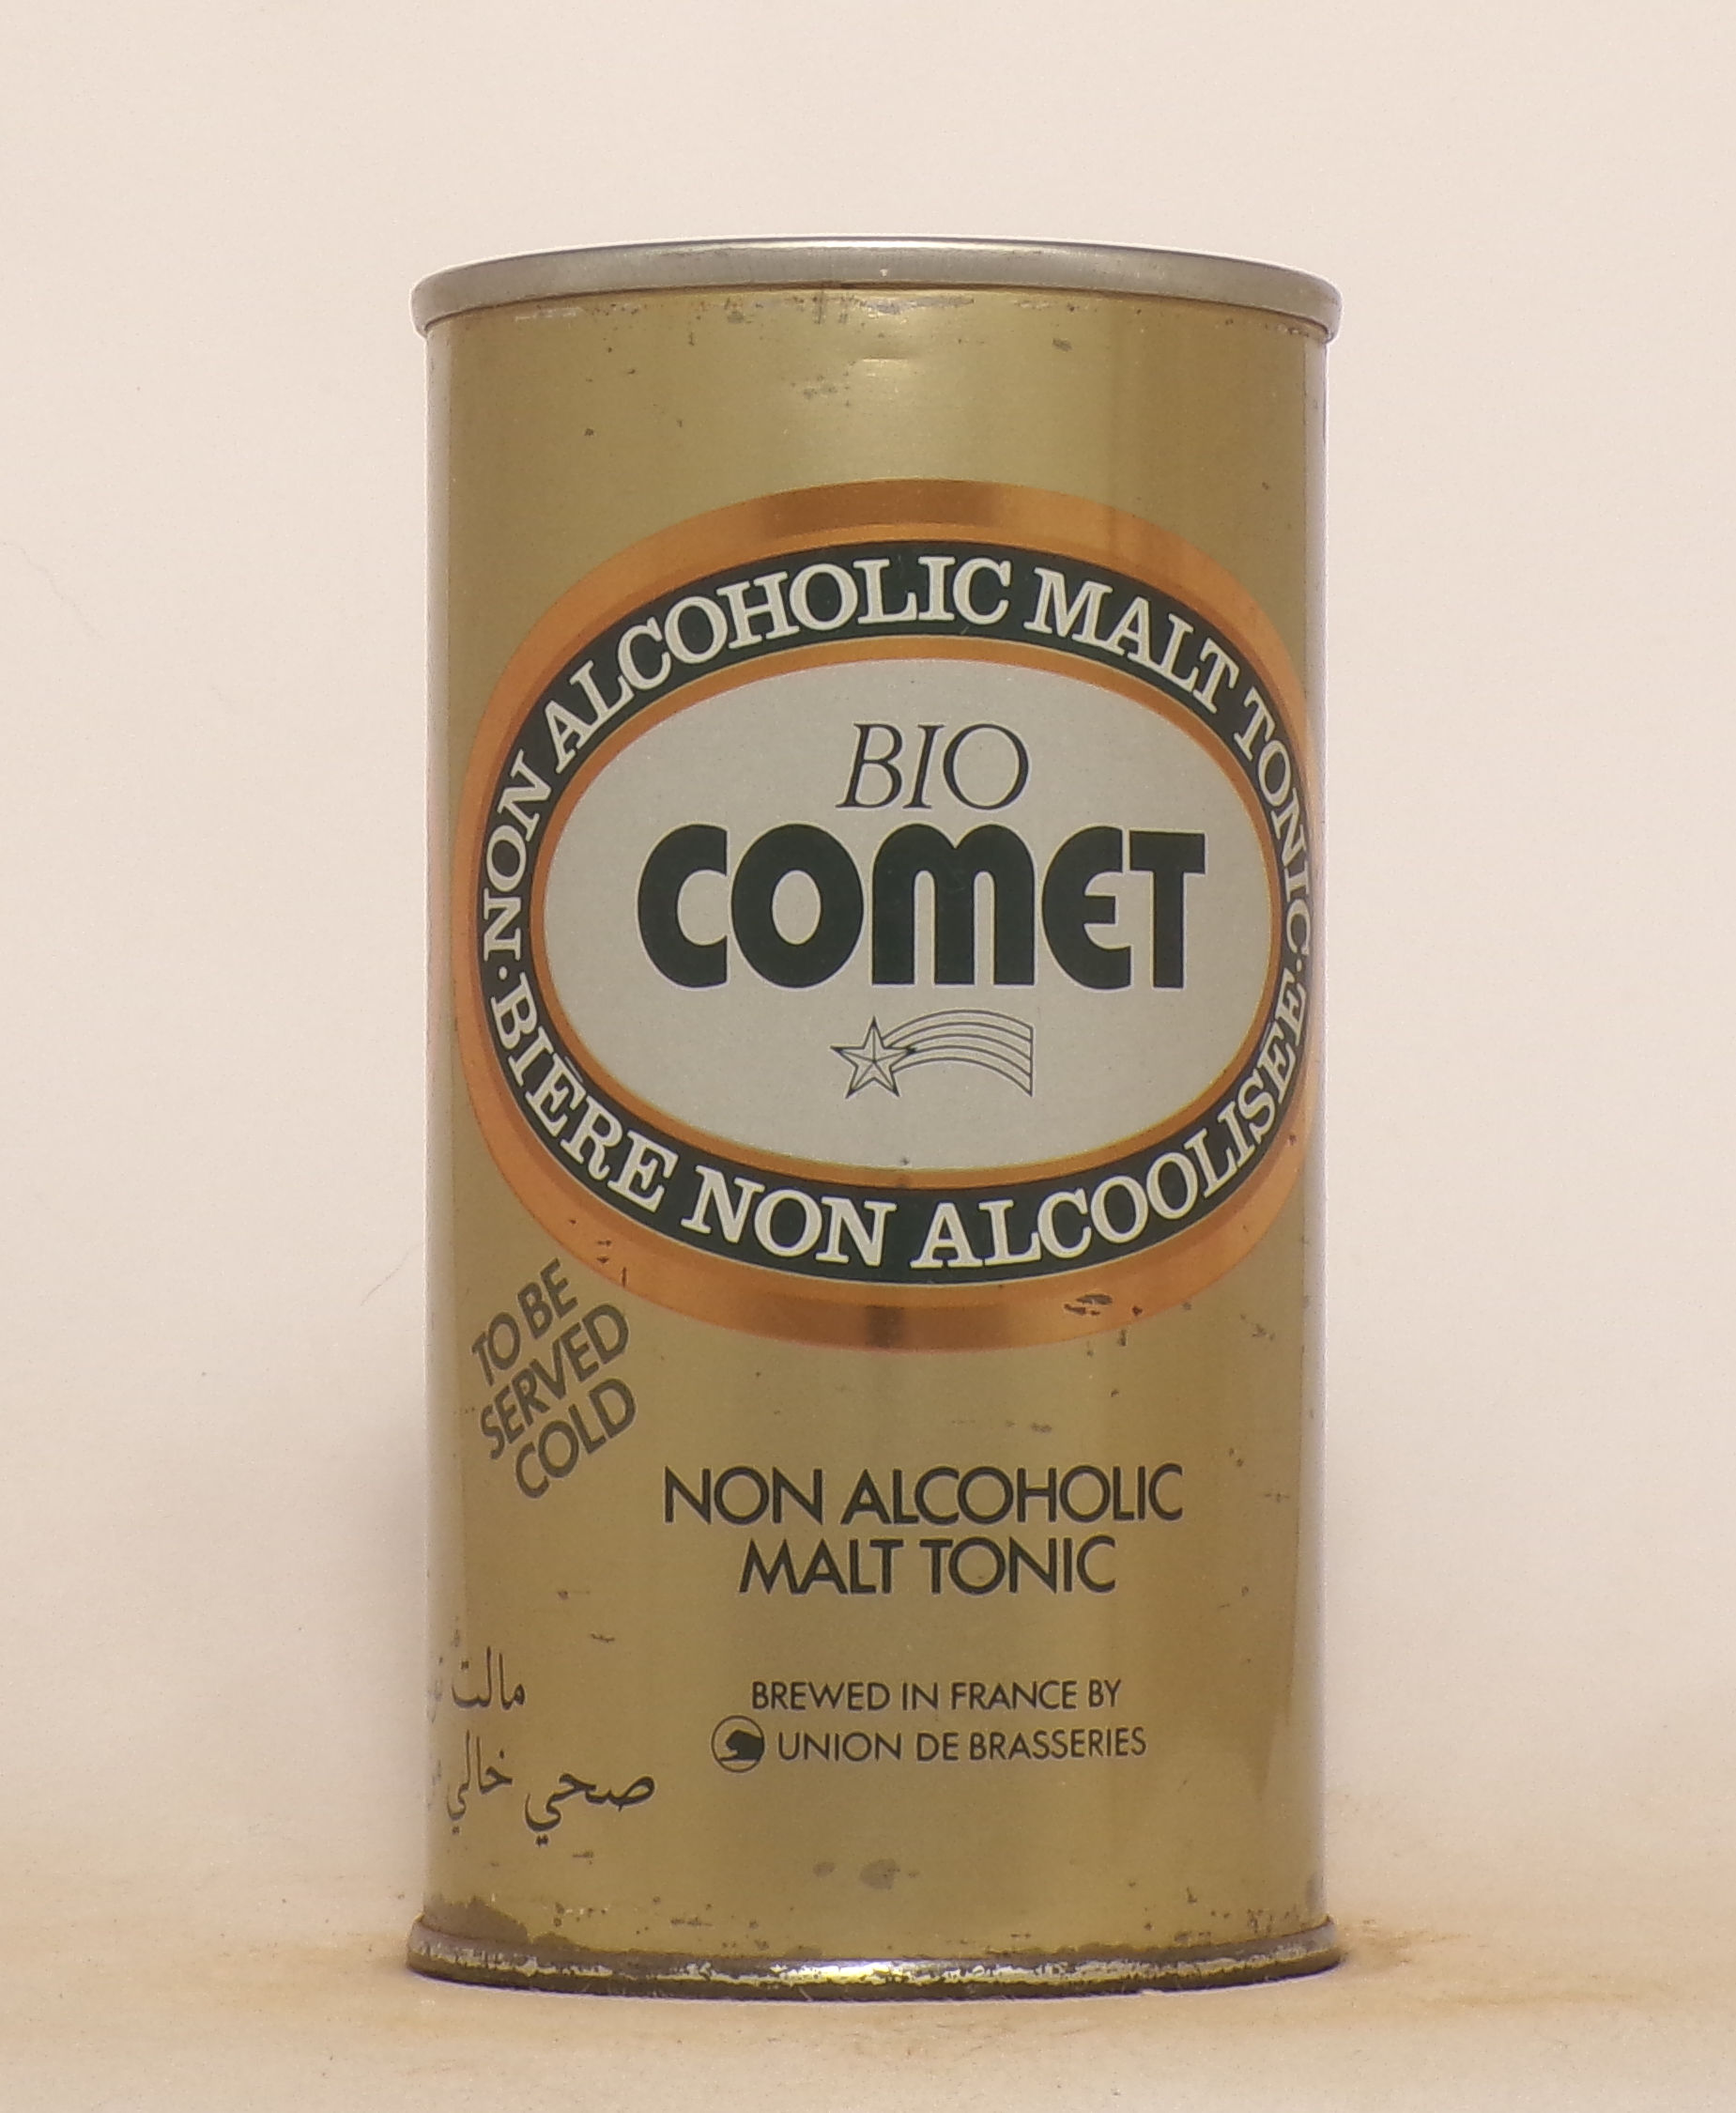 NON ALCOHOLIC MALT TONIC
BIO
COMET
BIERE NON ALCOOLISEE
TO BE
SERVED
COLD
NON ALCOHOLIC
MALT TONIC
مالت
صحي خالي
BREWED IN FRANCE BY
UNION DE BRASSERIES